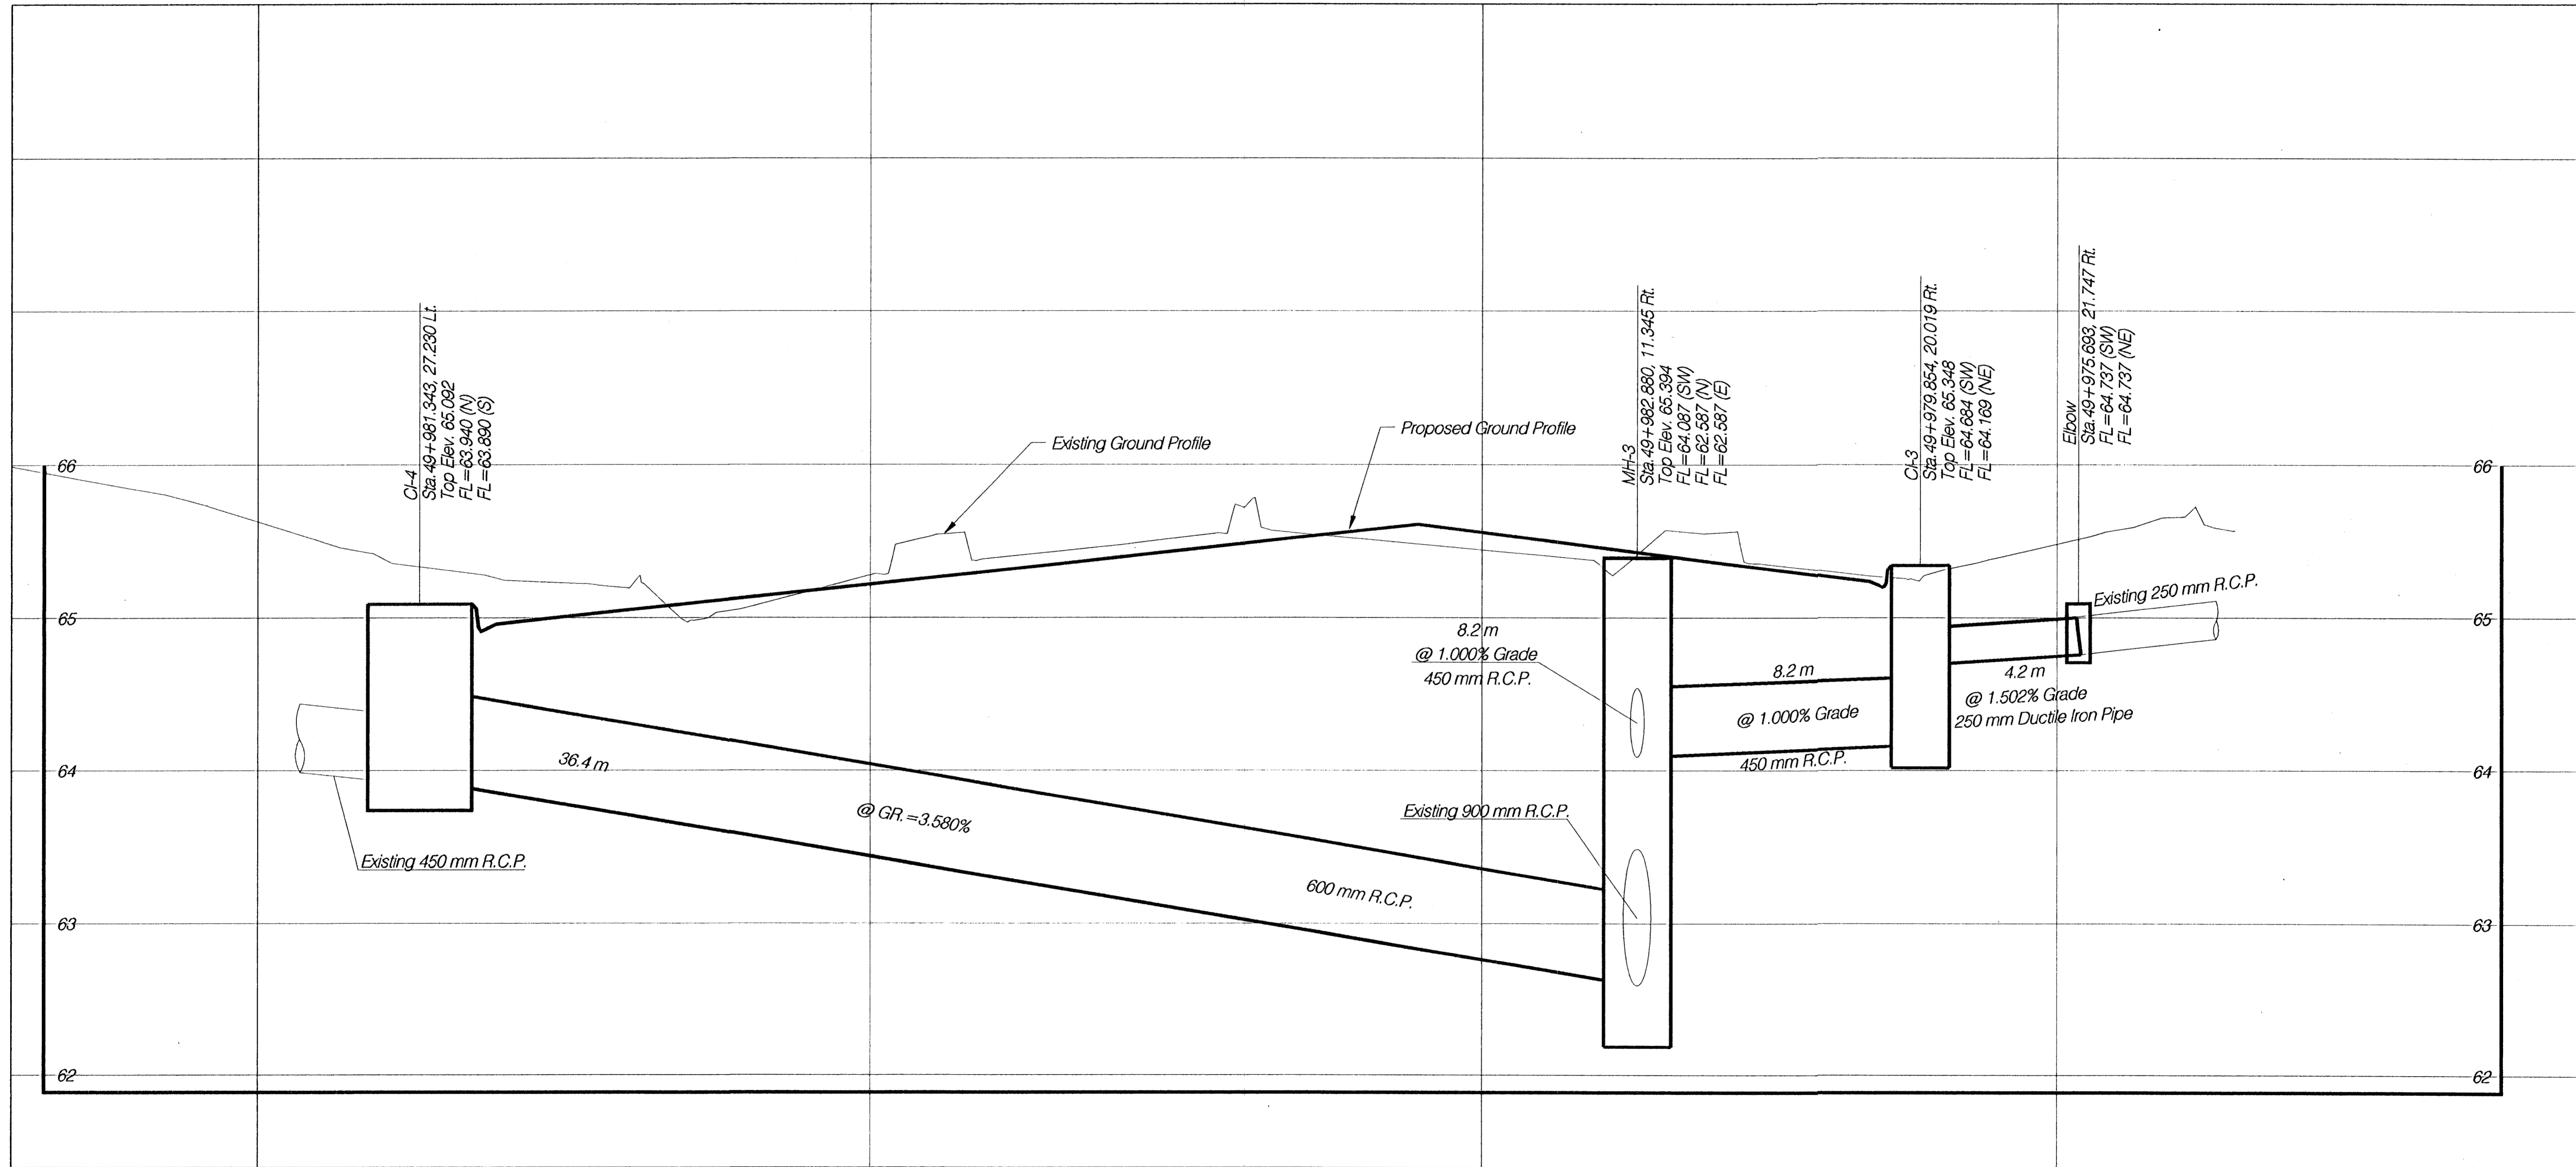 CI-4
Sta.49+981.343, 27.230 Lt.
Top Elev. 65.092
FL=63.940 (N)
FL=63.890 (S)
MH-3
Sta.49+982.880, 11.345 Rt.
Top Elev. 65.394
FL=64.087 (SW)
FL=62.587 (N)
FL=62.587 (E)
CI-3
Sta.49+979.854, 20.019 Rt.
Top Elev. 65.348
FL=64.684 (SW)
FL=64.169 (NE)
Elbow
Sta.49+975.693, 21.747 Rt.
FL=64.737 (SW)
FL=64.737 (NE)
Existing Ground Profile
Proposed Ground Profile
66
66
65
65
64
64
63
63
62
62
Existing 250 mm R.C.P.
8.2 m
@ 1.000% Grade
450 mm R.C.P.
8.2 m
@ 1.000% Grade
450 mm R.C.P.
4.2 m
@ 1.502% Grade
250 mm Ductile Iron Pipe
36.4 m
@ GR.=3.580%
600 mm R.C.P.
Existing 900 mm R.C.P.
Existing 450 mm R.C.P.